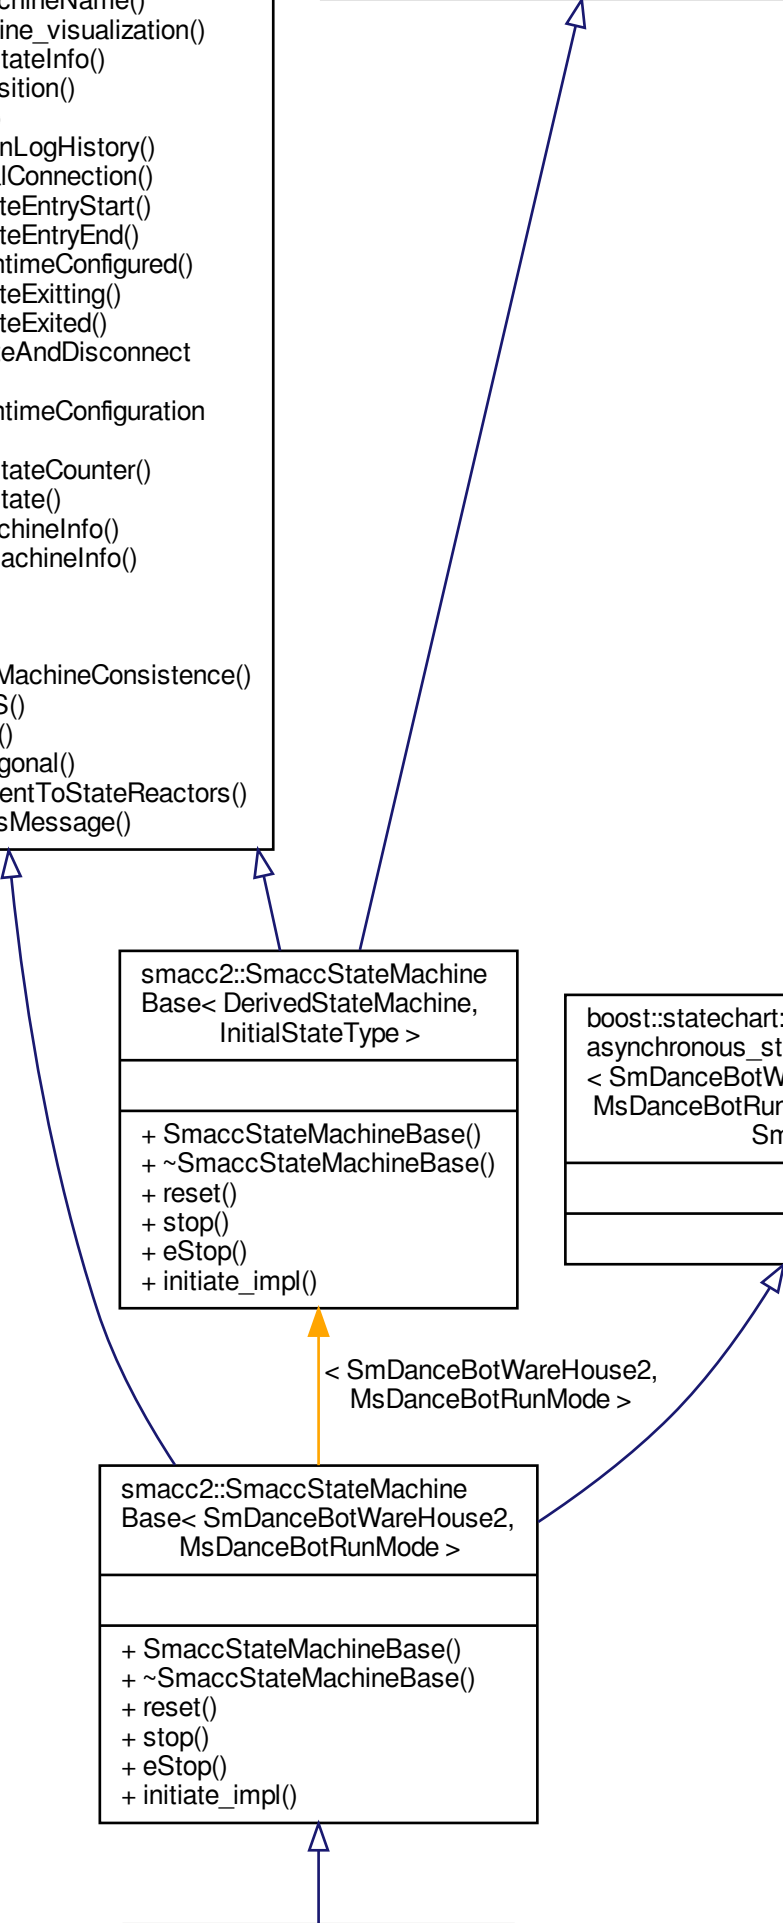 chineName()
ine_visualization()
tateInfo()
sition()
nLogHistory()
lConnection()
teEntryStart()
teEntryEnd()
ntimeConfigured()
teExitting()
teExited()
eAndDisconnect
ntimeConfiguration
tateCounter()
tate()
chineInfo()
achineInfo()
MachineConsistence()
S()
()
gonal()
entToStateReactors()
sMessage()
smacc2::SmaccStateMachine
Base< DerivedStateMachine,
InitialStateType >
+ SmaccStateMachineBase()
+ ~SmaccStateMachineBase()
+ reset()
+ stop()
+ eStop()
+ initiate_impl()
boost::statechart:
asynchronous_st
< SmDanceBotW
MsDanceBotRun
Sm
< SmDanceBotWareHouse2,
MsDanceBotRunMode >
smacc2::SmaccStateMachine
Base< SmDanceBotWareHouse2,
MsDanceBotRunMode >
+ SmaccStateMachineBase()
+ ~SmaccStateMachineBase()
+ reset()
+ stop()
+ eStop()
+ initiate_impl()